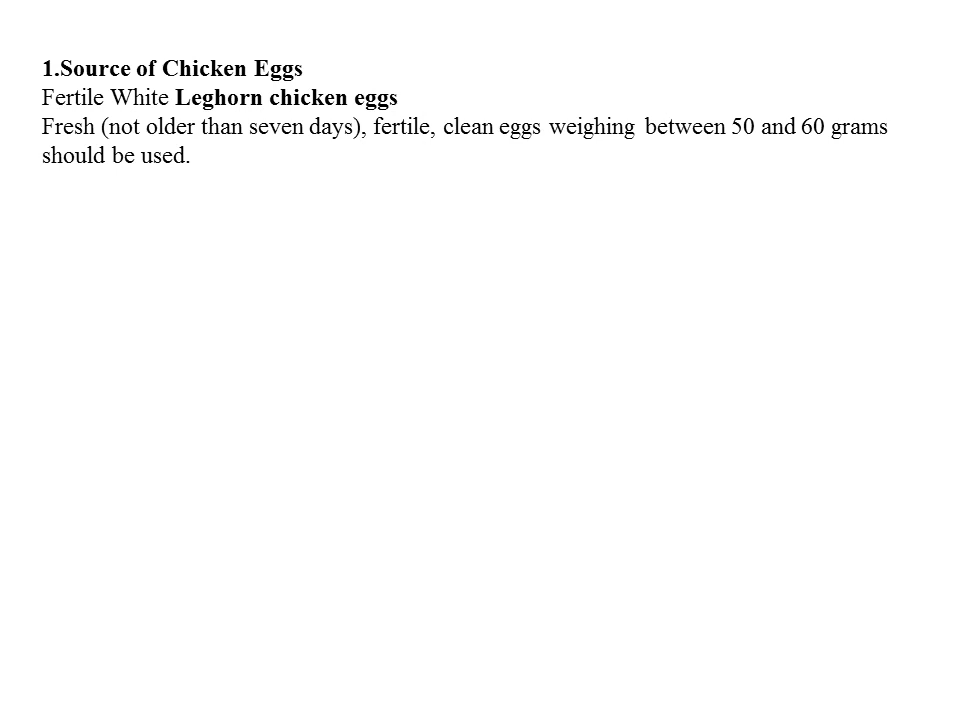 1.Source of Chicken Eggs
Fertile White Leghorn chicken eggs
Fresh (not older than seven days), fertile, clean eggs weighing between 50 and 60 grams
should be used.